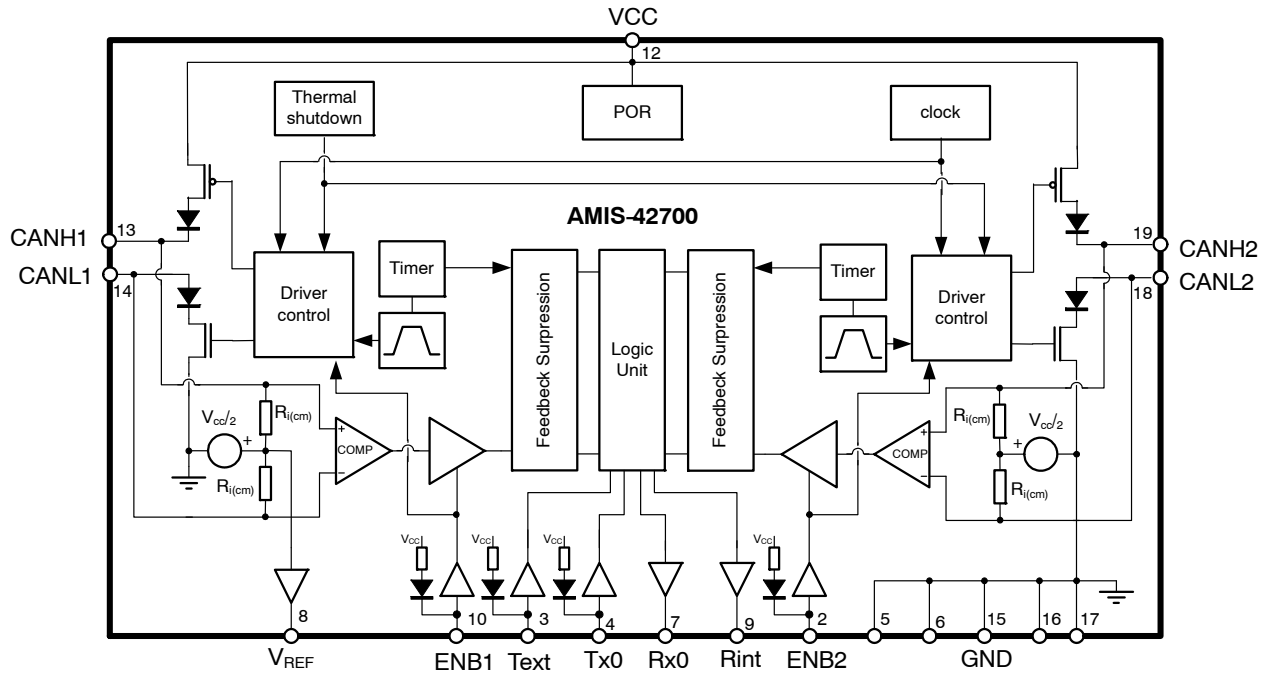 VCC
12
Thermal
shutdown
POR
clock
AMIS-42700
CANH1
13
CANL1
14
19
CANH2
18
CANL2
Driver
control
Timer
Feedbeck Surpression
Logic
Unit
Feedbeck Surpression
Timer
Driver
control
Vcc/2
+
Ri(cm)
Ri(cm)
+
COMP
−
+
COMP
−
Ri(cm)
Ri(cm)
Vcc/2
+
VCC
VCC
VCC
VCC
8
10
3
4
7
9
2
5
6
15
16
17
VREF
ENB1
Text
Tx0
Rx0
Rint
ENB2
GND